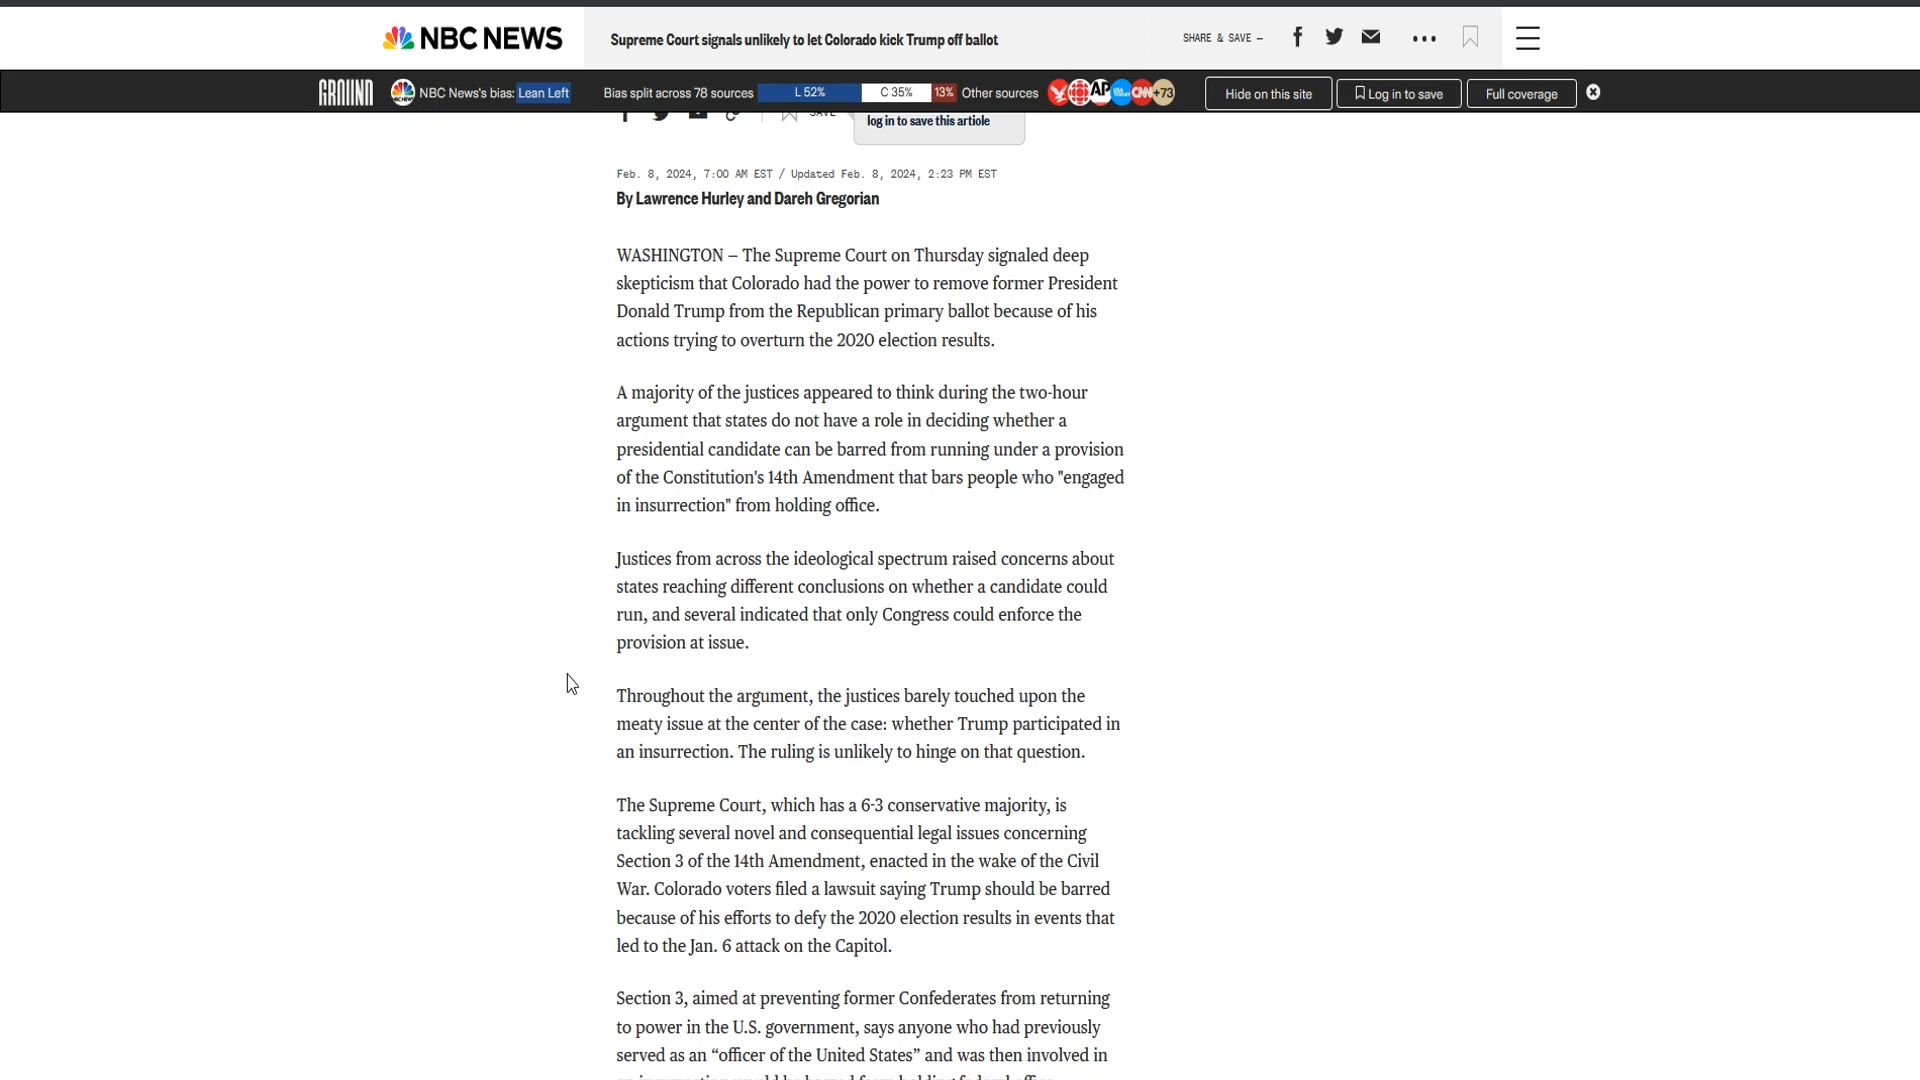 NBC NEWS
Supreme Court signals unlikely to let Colorado kick Trump off ballot
SHARE & SAVE —
GROUND
NBC News's bias: Lean Left
Bias split across 78 sources
L 52%
C 35%
13%
Other sources
AP
CNN
+73
Hide on this site
Log in to save
Full coverage
SAVE
log in to save this article
Feb. 8, 2024, 7:00 AM EST / Updated Feb. 8, 2024, 2:23 PM EST
By Lawrence Hurley and Dareh Gregorian
WASHINGTON — The Supreme Court on Thursday signaled deep
skepticism that Colorado had the power to remove former President
Donald Trump from the Republican primary ballot because of his
actions trying to overturn the 2020 election results.
A majority of the justices appeared to think during the two-hour
argument that states do not have a role in deciding whether a
presidential candidate can be barred from running under a provision
of the Constitution's 14th Amendment that bars people who "engaged
in insurrection" from holding office.
Justices from across the ideological spectrum raised concerns about
states reaching different conclusions on whether a candidate could
run, and several indicated that only Congress could enforce the
provision at issue.
Throughout the argument, the justices barely touched upon the
meaty issue at the center of the case: whether Trump participated in
an insurrection. The ruling is unlikely to hinge on that question.
The Supreme Court, which has a 6-3 conservative majority, is
tackling several novel and consequential legal issues concerning
Section 3 of the 14th Amendment, enacted in the wake of the Civil
War. Colorado voters filed a lawsuit saying Trump should be barred
because of his efforts to defy the 2020 election results in events that
led to the Jan. 6 attack on the Capitol.
Section 3, aimed at preventing former Confederates from returning
to power in the U.S. government, says anyone who had previously
served as an “officer of the United States” and was then involved in
an insurrection would be barred from holding federal office.